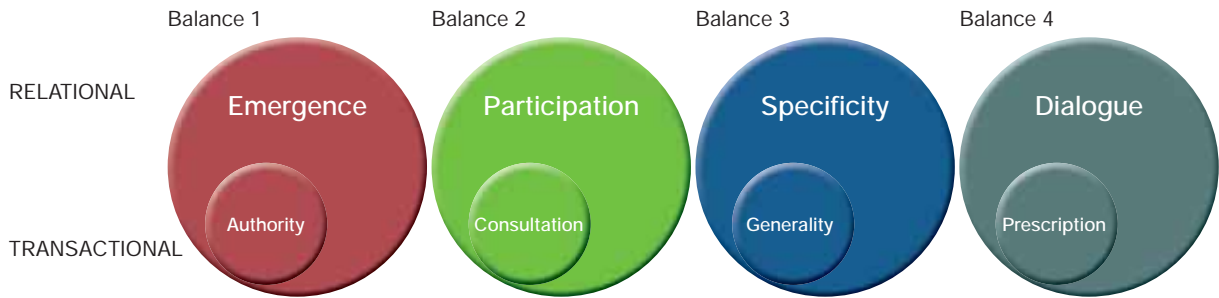 Balance 1 Balance 2 Balance 3 Balance 4
RELATIONAL
Emergence Participation Specificity Dialogue
Authority Consultation Generality Prescription
TRANSACTIONAL